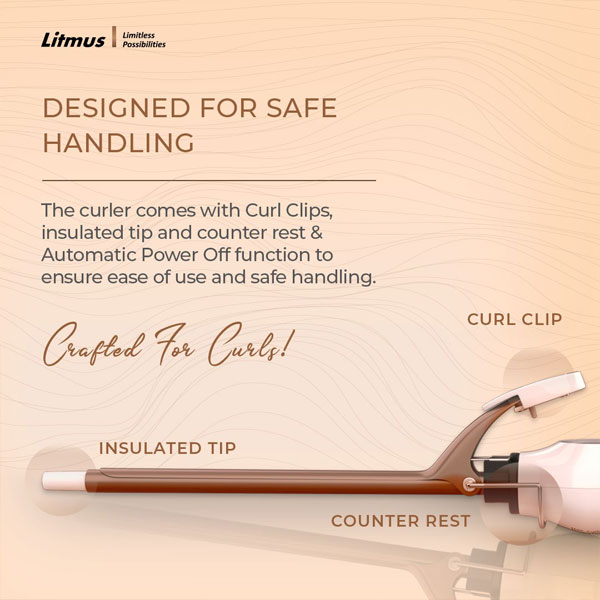 Litmus
Limitless
Possibilities
DESIGNED FOR SAFE
HANDLING
The curler comes with Curl Clips,
insulated tip and counter rest &
Automatic Power Off function to
ensure ease of use and safe handling.
Crafted For Curls!
CURL CLIP
INSULATED TIP
COUNTER REST